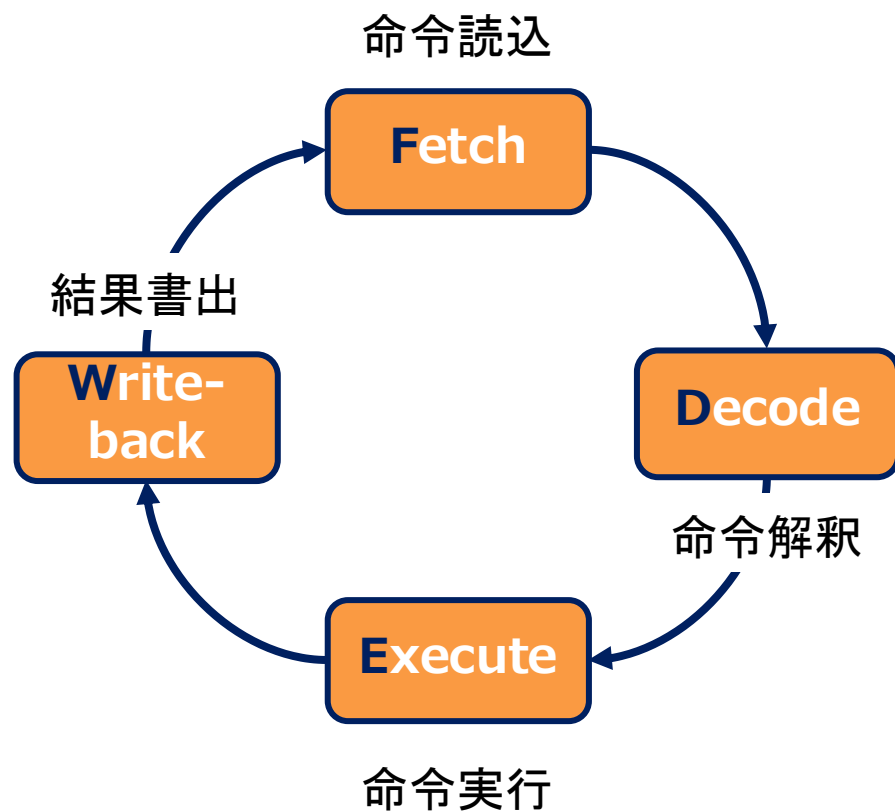 命令読込
Fetch
結果書出
Write-
back
Decode
命令解釈
Execute
命令実行